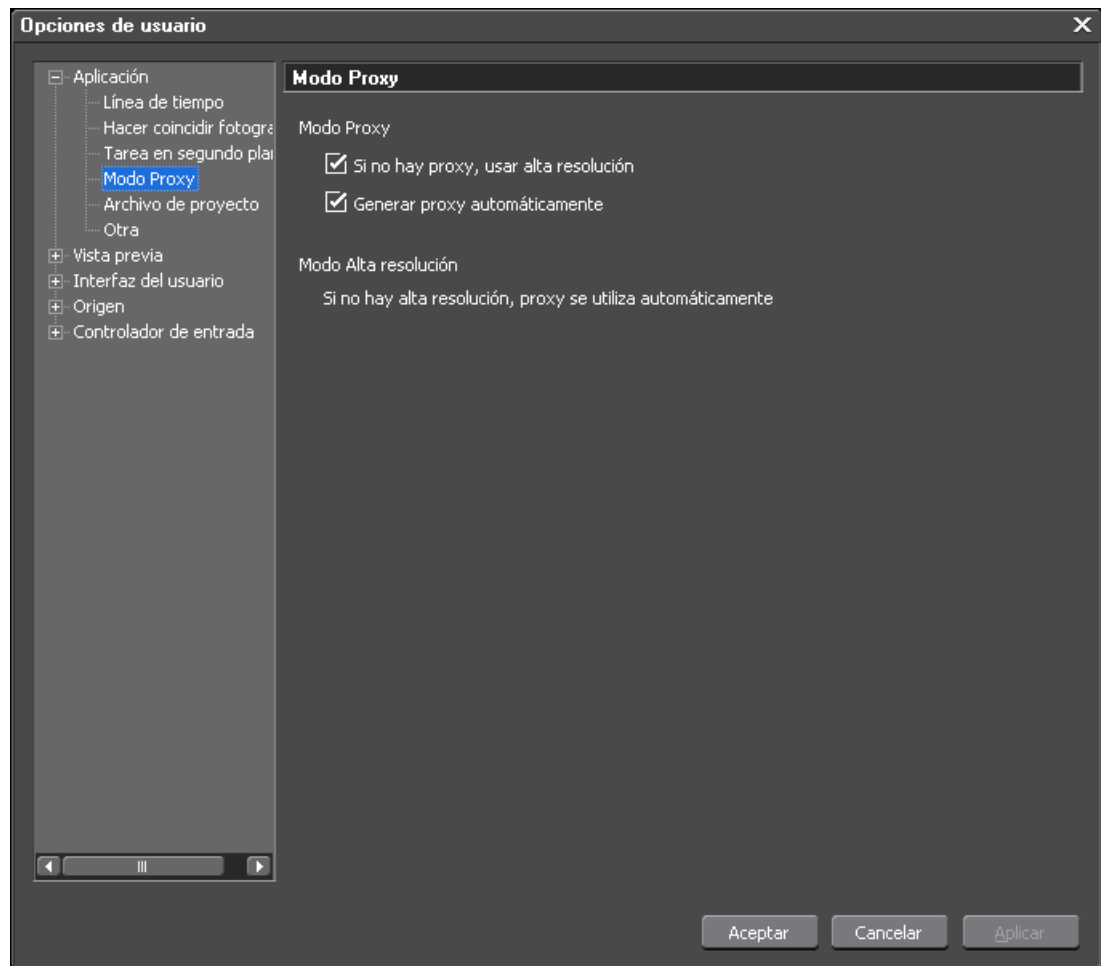 Opciones de usuario
Aplicación
Línea de tiempo
Hacer coincidir fotogra
Tarea en segundo plan
Modo Proxy
Archivo de proyecto
Otra
Vista previa
Interfaz del usuario
Origen
Controlador de entrada
Modo Proxy
Modo Proxy
Si no hay proxy, usar alta resolución
Generar proxy automáticamente
Modo Alta resolución
Si no hay alta resolución, proxy se utiliza automáticamente
Aceptar
Cancelar
Aplicar